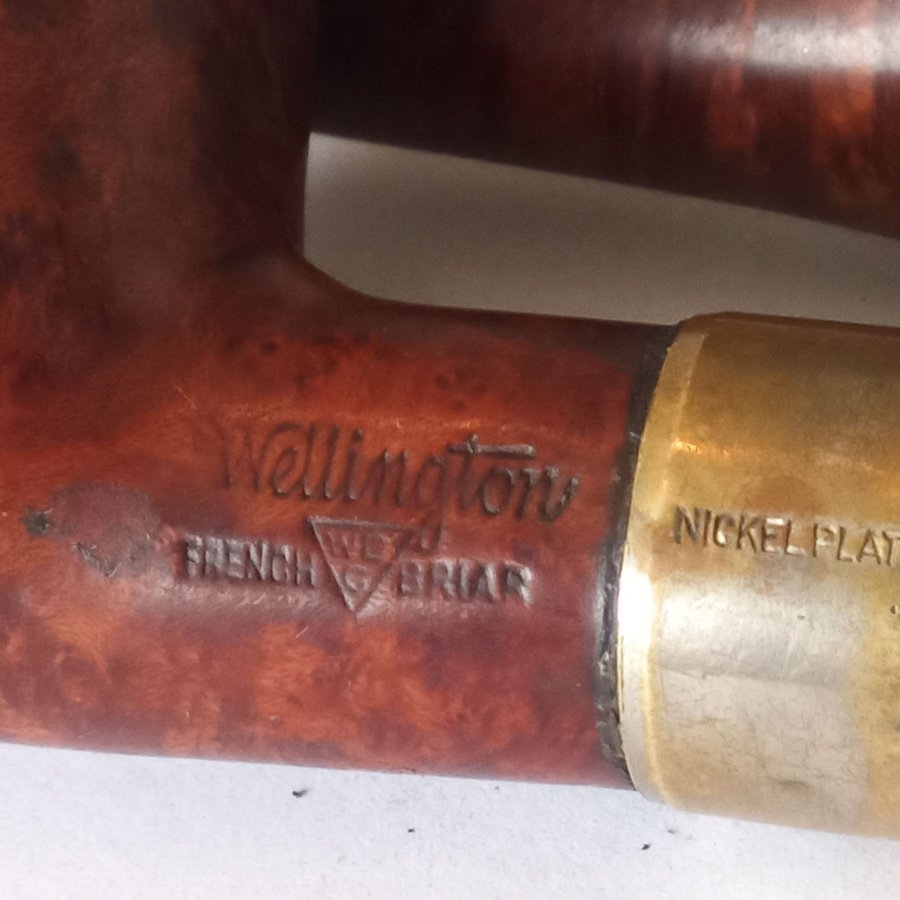 Wellington
FRENCH WDC BRIAR
NICKEL PLAT